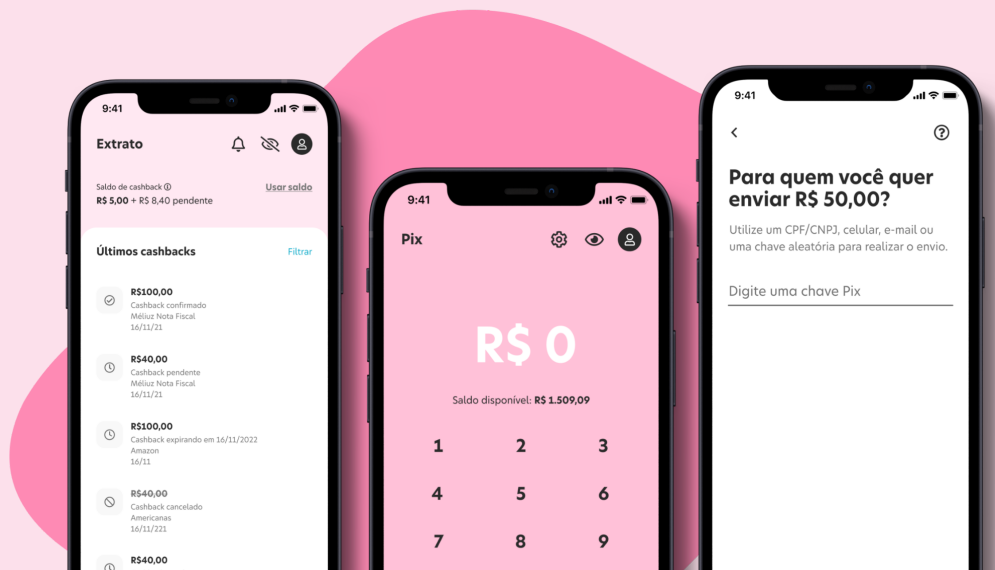 9:41
Extrato
Saldo de cashback
Usar saldo
R$ 5,00 + R$ 8,40 pendente
Últimos cashbacks
Filtrar
R$100,00
Cashback confirmado
Méliuz Nota Fiscal
16/11/21
R$40,00
Cashback pendente
Méliuz Nota Fiscal
16/11/21
R$100,00
Cashback expirando em 16/11/2022
Amazon
16/11
R$40,00
Cashback cancelado
Americanas
16/11/221
R$40,00
9:41
Pix
R$ 0
Saldo disponível: R$ 1.509,09
1 2 3
4 5 6
7 8 9
9:41
Para quem você quer
enviar R$ 50,00?
Utilize um CPF/CNPJ, celular, e-mail ou
uma chave aleatória para realizar o envio.
Digite uma chave Pix